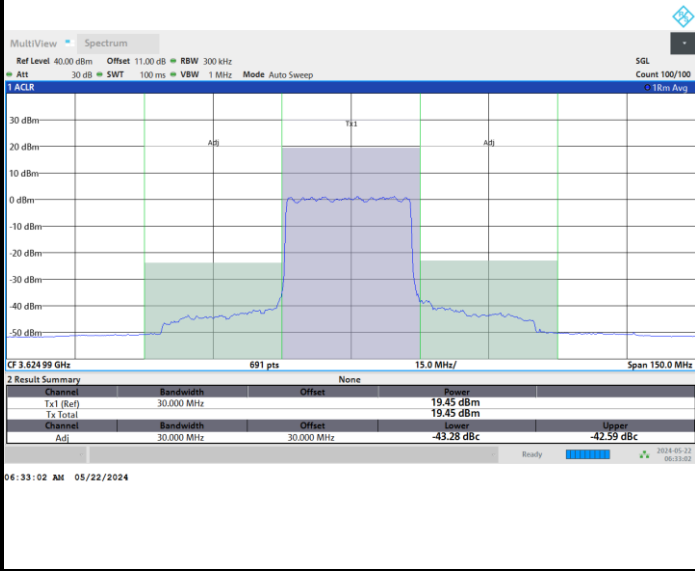 MultiView Spectrum
Ref Level 40.00 dBm Offset 11.00 dB RBW 300 kHz SGL
Att 30 dB SWT 100 ms VBW 1 MHz Mode Auto Sweep Count 100/100
1 ACLR 1Rm Avg
30 dBm
Tx1
20 dBm Adj Adj
10 dBm
0 dBm
-10 dBm
-20 dBm
-30 dBm
-40 dBm
-50 dBm
CF 3.624 99 GHz 691 pts 15.0 MHz/ Span 150.0 MHz
2 Result Summary None
Channel Bandwidth Offset Power
Tx1 (Ref) 30.000 MHz 19.45 dBm
Tx Total 19.45 dBm
Channel Bandwidth Offset Lower Upper
Adj 30.000 MHz 30.000 MHz -43.28 dBc -42.59 dBc
Ready 2024-05-22
06:33:02
06:33:02 AM 05/22/2024